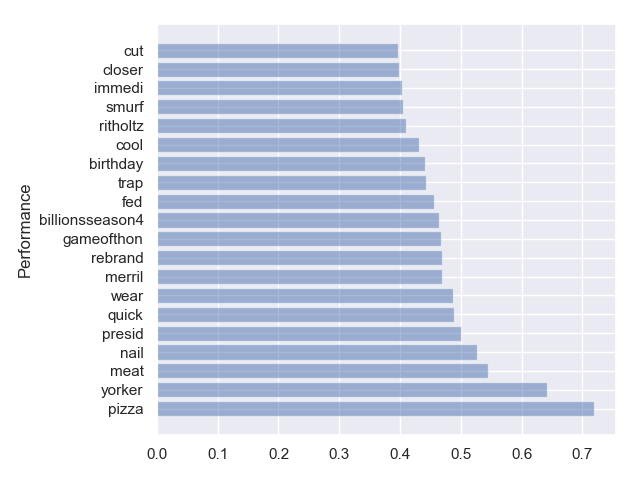 cut
closer
immedi
smurf
ritholtz
cool
birthday
trap
fed
billionsseason4
gameofthon
rebrand
merril
wear
quick
presid
nail
meat
yorker
pizza
Performance
0.0 0.1 0.2 0.3 0.4 0.5 0.6 0.7